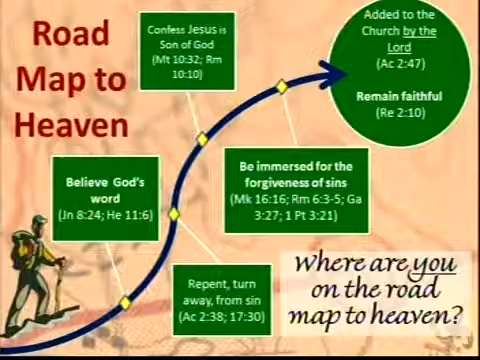 Road
Map to
Heaven
Confess Jesus is
Son of God
(Mt 10:32; Rm
10:10)
Added to the
Church by the
Lord
(Ac 2:47)
Remain faithful
(Re 2:10)
Believe God's
word
(Jn 8:24; He 11:6)
Be immersed for the
forgiveness of sins
(Mk 16:16; Rm 6:3-5; Ga
3:27; 1 Pt 3:21)
Repent, turn
away, from sin
(Ac 2:38; 17:30)
Where are you
on the road
map to heaven?